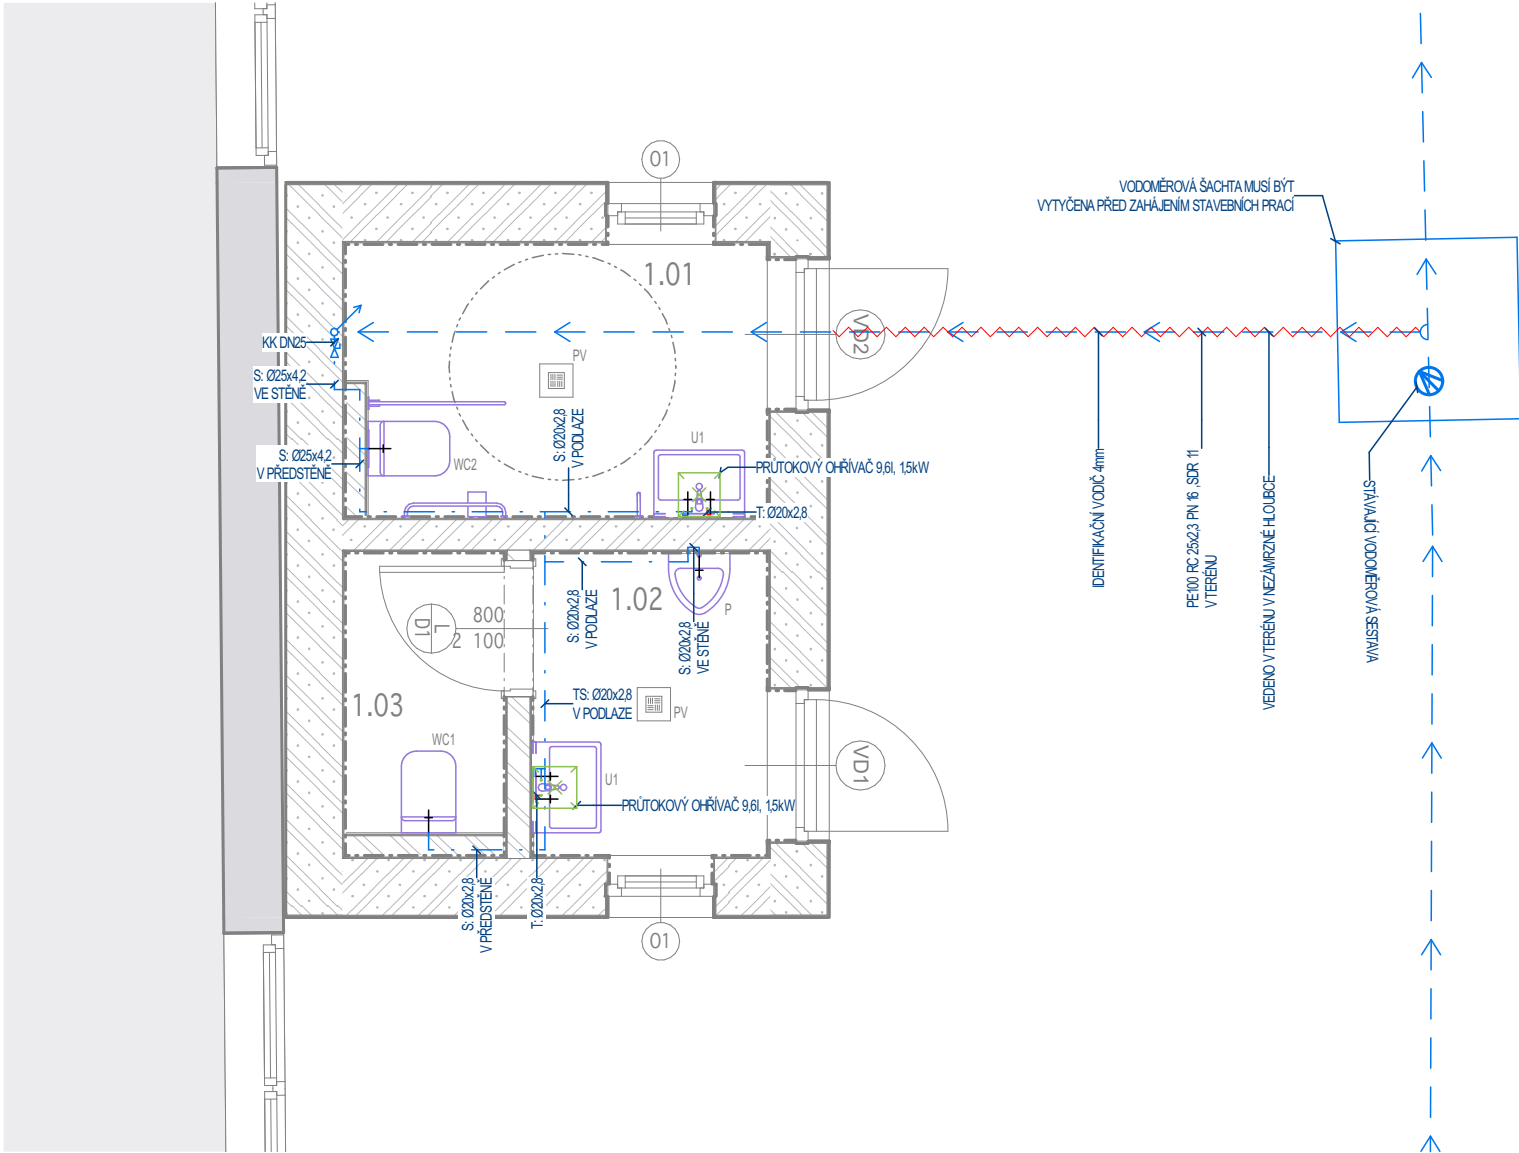 O1
VODOMĚROVÁ ŠACHTA MUSÍ BÝT
VYTYČENA PŘED ZAHÁJENÍM STAVEBNÍCH PRACÍ
1.01
VD2
KK DN25
PV
S: Ø25x4,2
VE STĚNĚ
S: Ø20x2,8
V PODLAZE
U1
S: Ø25x4,2
V PŘEDSTĚNĚ
WC2
PRŮTOKOVÝ OHŘÍVAČ 9,6l, 1,5kW
T: Ø20x2,8
IDENTIFIKAČNÍ VODIČ 4mm
PE100 RC 25x2,3 PN 16 ,SDR 11
V TERÉNU
VEDENO V TERÉNU V NEZÁMRZNÉ HLOUBCE
STÁVAJÍCÍ VODOMĚROVÁ SESTAVA
1.02
P
S: Ø20x2,8
V PODLAZE
S: Ø20x2,8
VE STĚNĚ
800
2 100
L
D1
1.03
TS: Ø20x2,8
V PODLAZE
PV
WC1
VD1
U1
PRŮTOKOVÝ OHŘÍVAČ 9,6l, 1,5kW
S: Ø20x2,8
V PŘEDSTĚNĚ
T: Ø20x2,8
O1